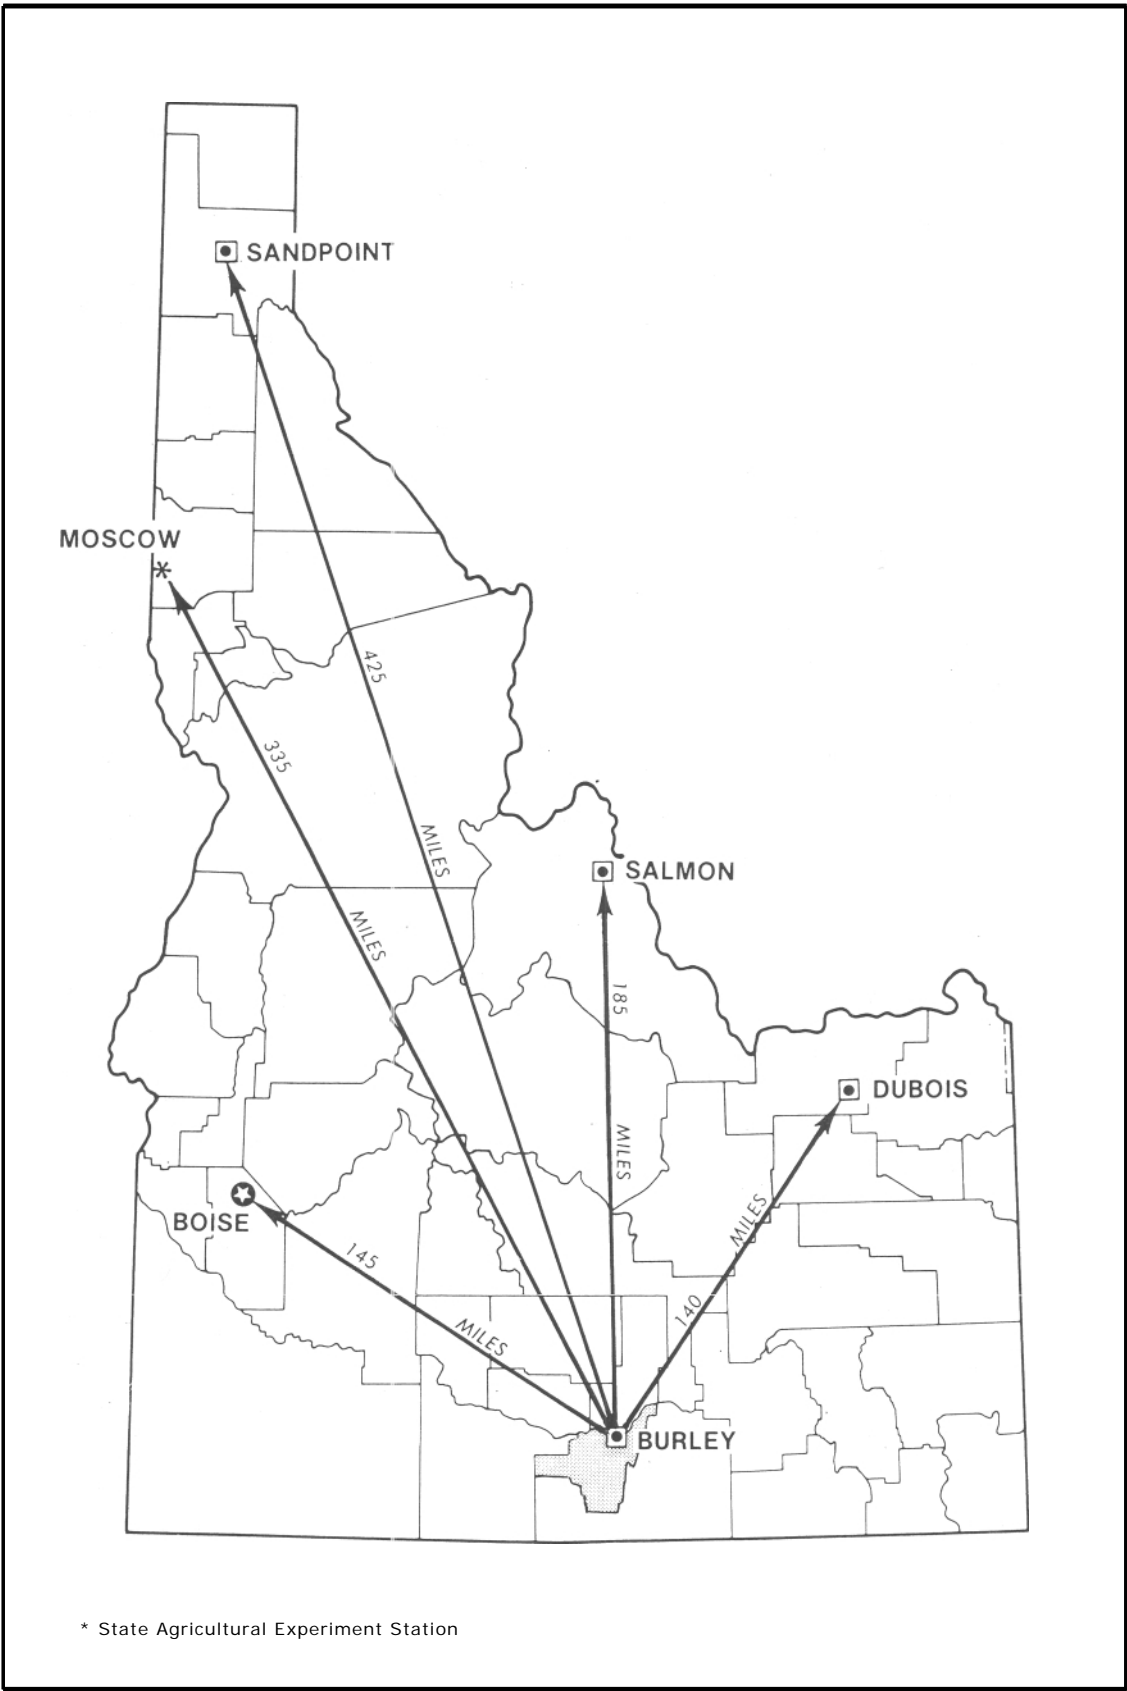 SANDPOINT
MOSCOW
*
425
335
MILES
SALMON
MILES
185
DUBOIS
MILES
MILES
BOISE
145
140
MILES
BURLEY
* State Agricultural Experiment Station